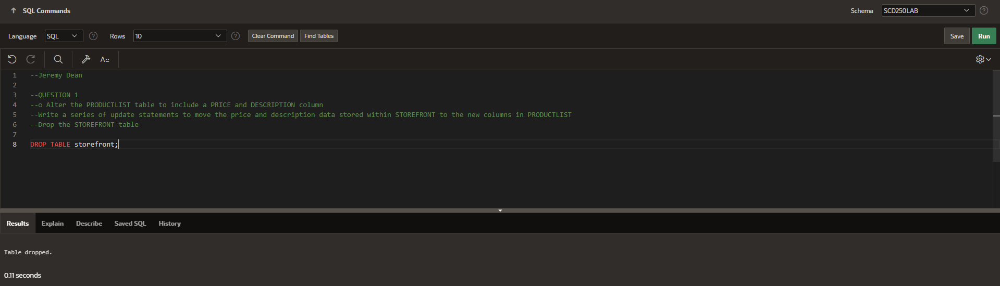 SQL Commands
Schema SCD250LAB
Language SQL Rows 10 Clear Command Find Tables Save Run
A::
1 --Jeremy Dean
2
3 --QUESTION 1
4 --o Alter the PRODUCTLIST table to include a PRICE and DESCRIPTION column
5 --Write a series of update statements to move the price and description data stored within STOREFRONT to the new columns in PRODUCTLIST
6 --Drop the STOREFRONT table
7
8 DROP TABLE storefront;
Results Explain Describe Saved SQL History
Table dropped.
0.11 seconds